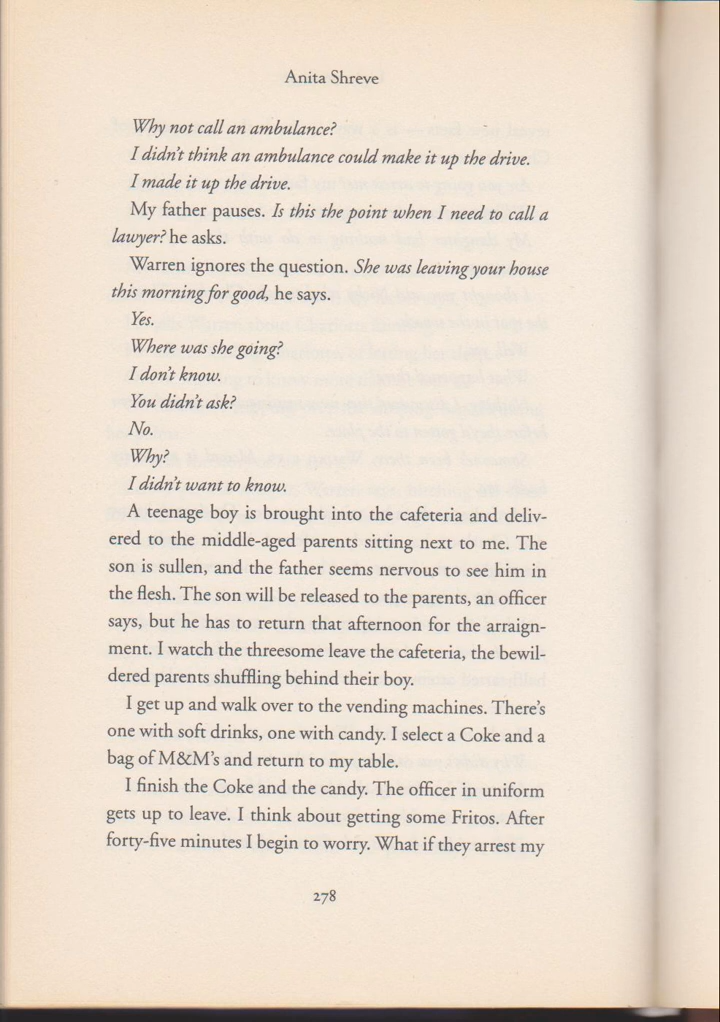 Anita Shreve
Why not call an ambulance?
I didn't think an ambulance could make it up the drive.
I made it up the drive.
My father pauses. Is this the point when I need to call a
lawyer? he asks.
Warren ignores the question. She was leaving your house
this morning for good, he says.
Yes.
Where was she going?
I don't know.
You didn't ask?
No.
Why?
I didn't want to know.
A teenage boy is brought into the cafeteria and deliv-
ered to the middle-aged parents sitting next to me. The
son is sullen, and the father seems nervous to see him in
the flesh. The son will be released to the parents, an officer
says, but he has to return that afternoon for the arraign-
ment. I watch the threesome leave the cafeteria, the bewil-
dered parents shuffling behind their boy.
I get up and walk over to the vending machines. There's
one with soft drinks, one with candy. I select a Coke and a
bag of M&M's and return to my table.
I finish the Coke and the candy. The officer in uniform
gets up to leave. I think about getting some Fritos. After
forty-five minutes I begin to worry. What if they arrest my
278